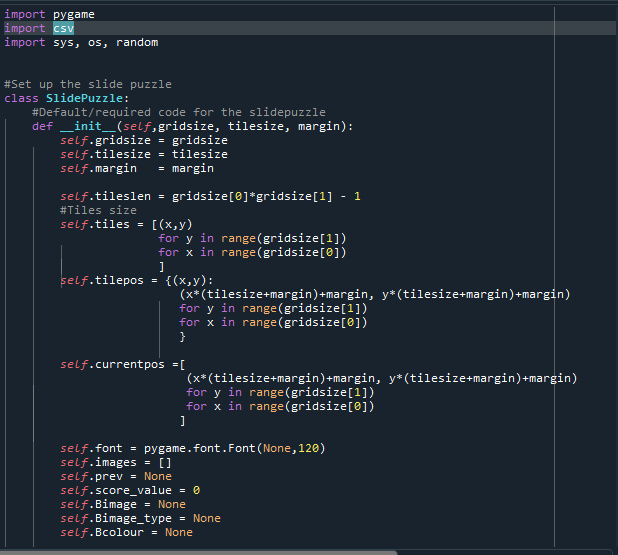 import pygame
import csv
import sys, os, random
#Set up the slide puzzle
class SlidePuzzle:
#Default/required code for the slidepuzzle
def __init__(self,gridsize, tilesize, margin):
self.gridsize = gridsize
self.tilesize = tilesize
self.margin   = margin
self.tileslen = gridsize[0]*gridsize[1] - 1
#Tiles size
self.tiles = [(x,y)
for y in range(gridsize[1])
for x in range(gridsize[0])
]
self.tilepos = {(x,y):
(x*(tilesize+margin)+margin, y*(tilesize+margin)+margin)
for y in range(gridsize[1])
for x in range(gridsize[0])
}
self.currentpos =[
(x*(tilesize+margin)+margin, y*(tilesize+margin)+margin)
for y in range(gridsize[1])
for x in range(gridsize[0])
]
self.font = pygame.font.Font(None,120)
self.images = []
self.prev = None
self.score_value = 0
self.Bimage = None
self.Bimage_type = None
self.Bcolour = None